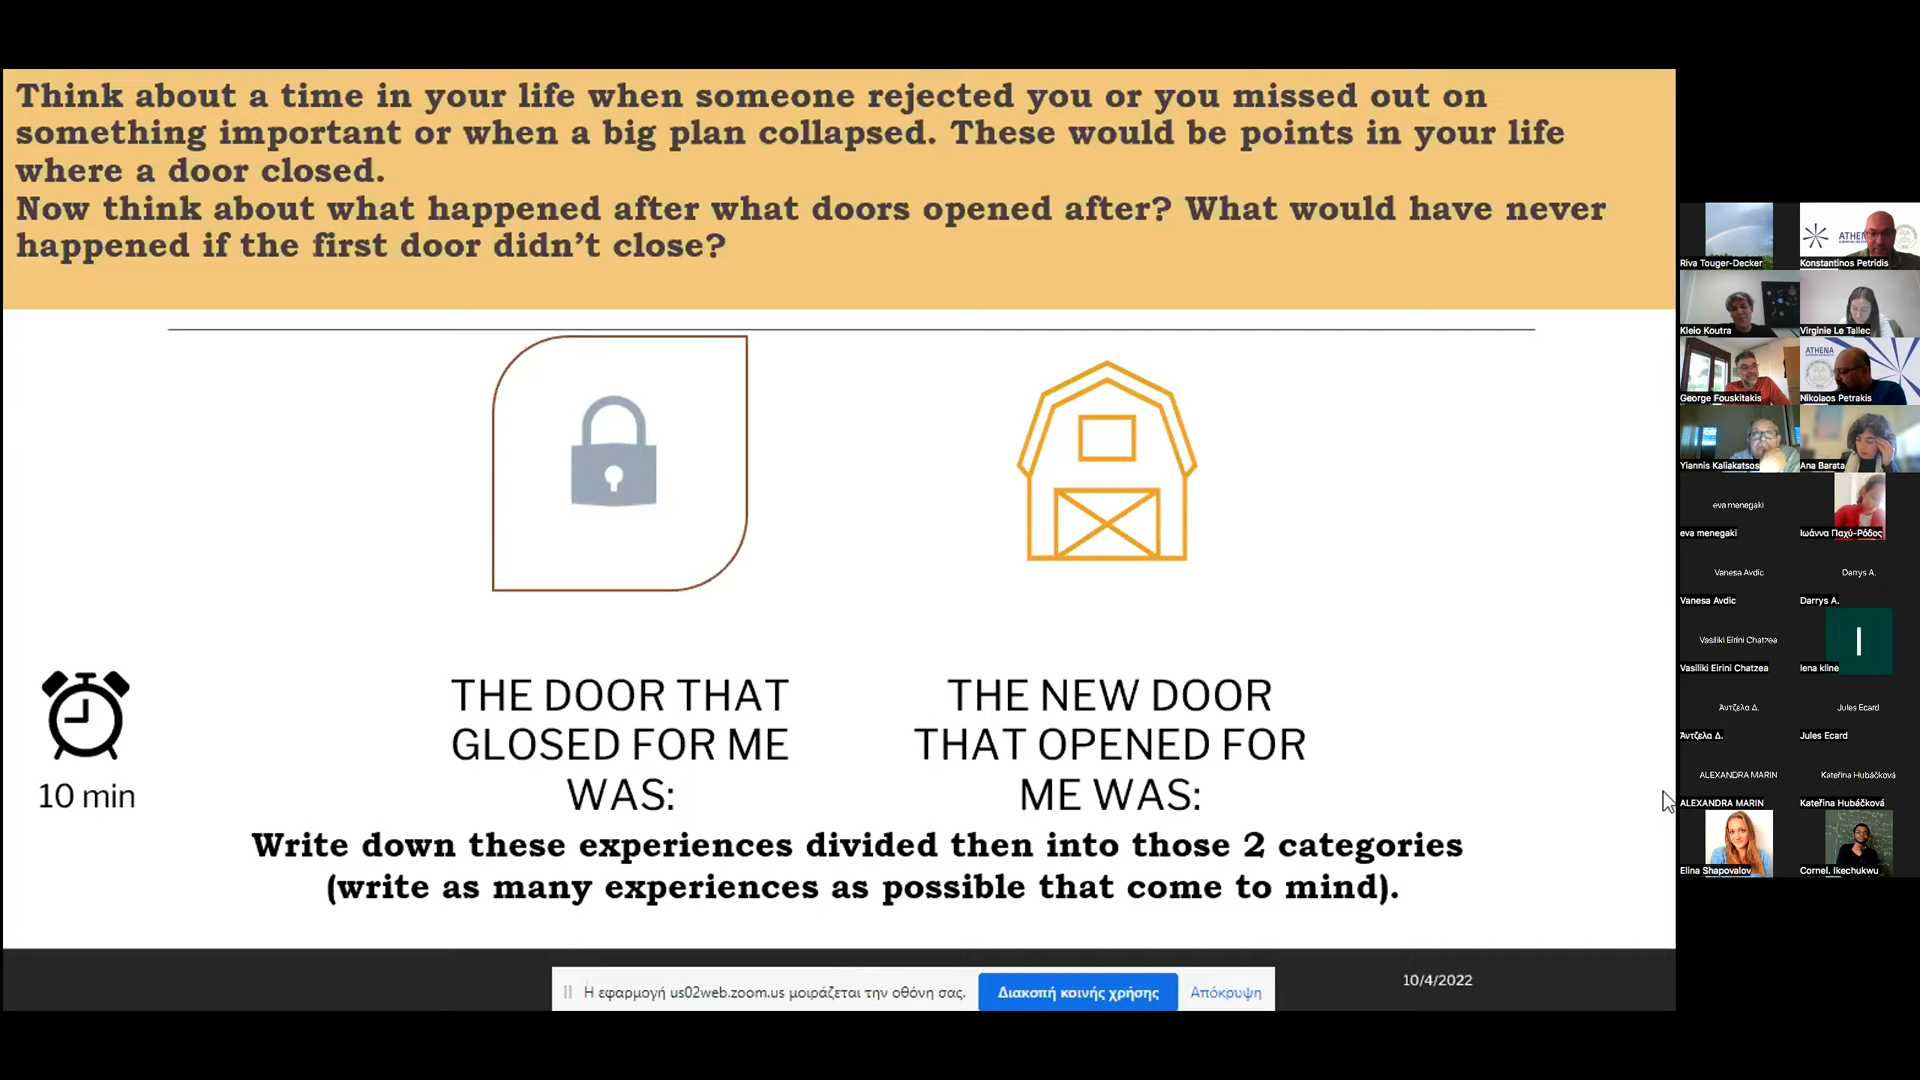 Think about a time in your life when someone rejected you or you missed out on
something important or when a big plan collapsed. These would be points in your life
where a door closed.
Now think about what happened after what doors opened after? What would have never
happened if the first door didn't close?
THE DOOR THAT
GLOSED FOR ME
WAS:
THE NEW DOOR
THAT OPENED FOR
ME WAS:
10 min
Write down these experiences divided then into those 2 categories
(write as many experiences as possible that come to mind).
10/4/2022
Η εφαρμογή us02web.zoom.us μοιράζεται την οθόνη σας.
Διακοπή κοινής χρήσης
Απόκρυψη
Riva Touger-Decker
ATHE
Konstantinos Petridis
Kleio Koutra
Virginie Le Tallec
George Fouskitakis
ATHENA
Nikolaos Petrakis
Yiannis Kaliakatsos
Ana Barata
eva menegaki
eva menegaki
Ιωάννα Παχύ-Ρόδος
Vanesa Avdic
Vanesa Avdic
Darrys A.
Darrys A.
Vasiliki Eirini Chatzea
Vasiliki Eirini Chatzea
I
lena kline
Άντζελα Δ.
Άντζελα Δ.
Jules Ecard
Jules Ecard
ALEXANDRA MARIN
ALEXANDRA MARIN
Kateřina Hubáčková
Kateřina Hubáčková
Elina Shapovalov
Cornel. Ikechukwu